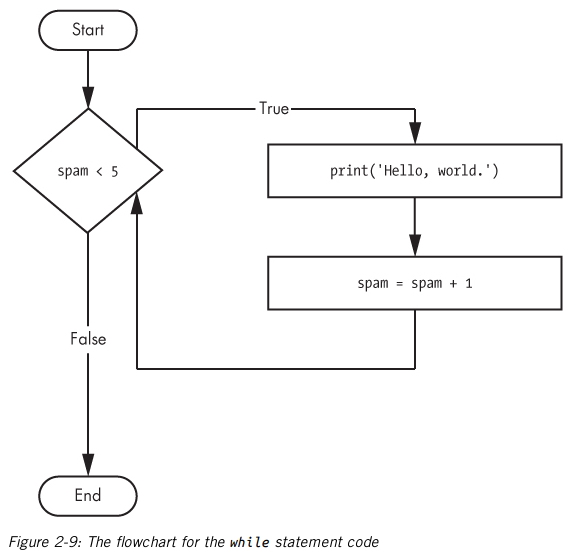 Start
True
spam < 5
print('Hello, world.')
spam = spam + 1
False
End
Figure 2-9: The flowchart for the while statement code